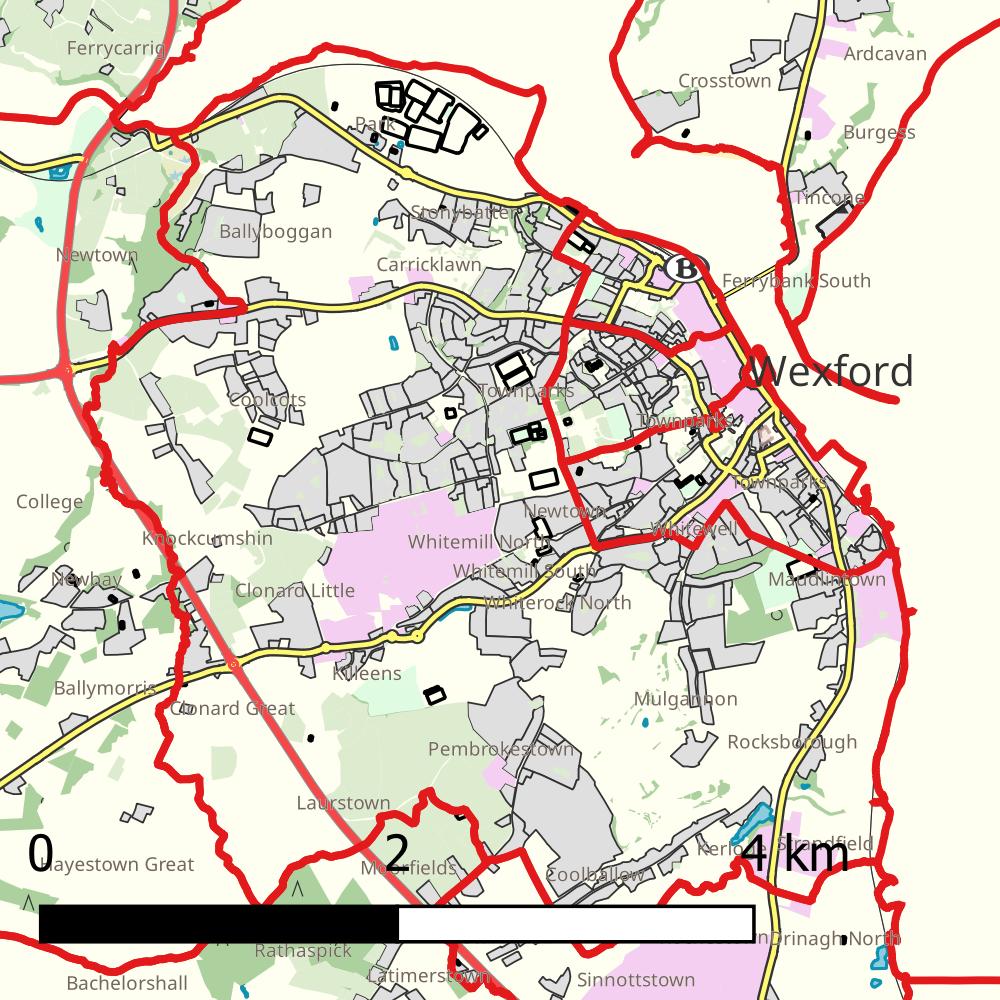 Ferrycarrig
Ardcavan
Crosstown
Park
Burgess
Tincone
Stonybatter
Ballyboggan
Newtown
Carricklawn
B
Ferrybank South
Wexford
Townparks
Coolcots
Townparks
Townparks
College
Newtown
Whitewell
Knockcumshin
Whitemill North
Whitemill South
Newbay
Maudlintown
Clonard Little
Whiterock North
Killeens
Ballymorris
Mulgannon
Clonard Great
Rocksborough
Pembrokestown
Laurstown
Strandfield
0
2
4 km
Hayestown Great
Moorfields
Coolballow
Drinagh North
Rathaspick
Latimerstown
Sinnottstown
Bachelorshall